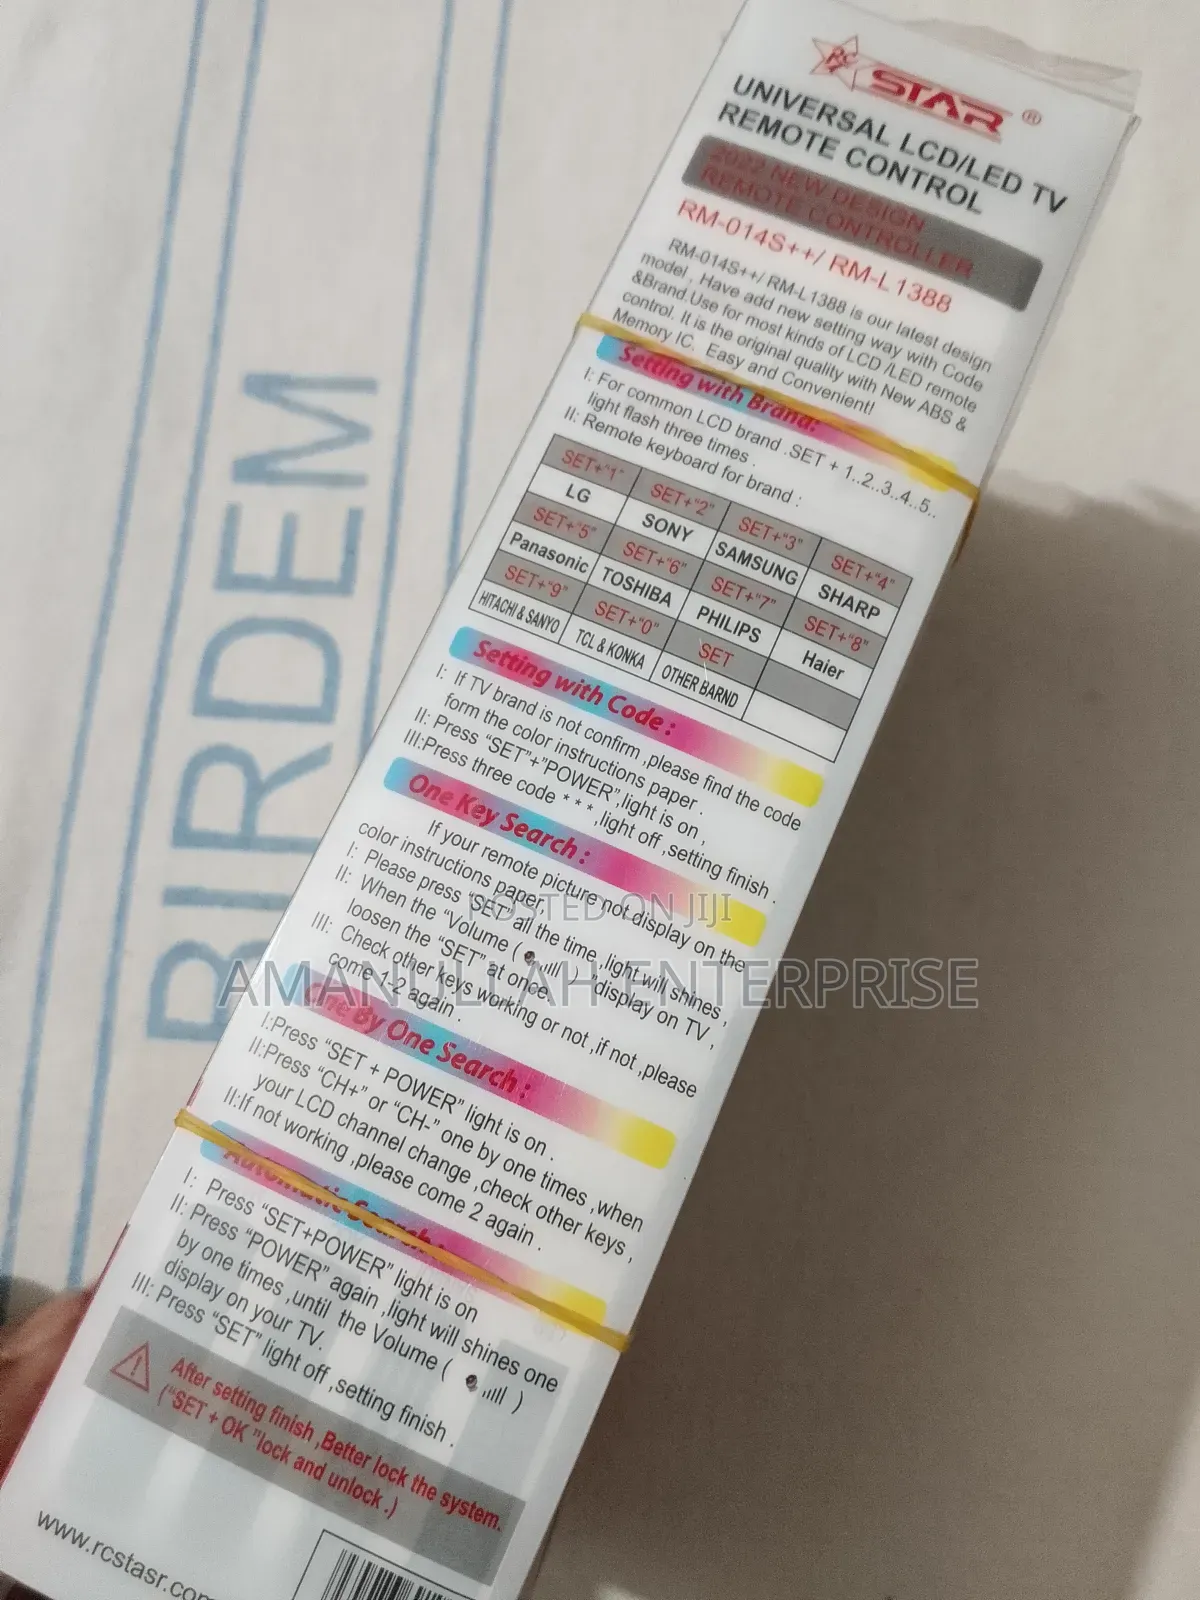 RC STAR ®
UNIVERSAL LCD/LED TV
REMOTE CONTROL
2022 NEW DESIGN
REMOTE CONTROLLER
RM-014S++/ RM-L1388
RM-014S++/ RM-L1388 is our latest design
model , Have add new setting way with Code
&Brand.Use for most kinds of LCD /LED remote
control. It is the original quality with New ABS &
Memory IC. Easy and Convenient!
Setting with Brand:
I: For common LCD brand .SET + 1..2..3..4..5..
light flash three times .
II: Remote keyboard for brand :
SET+"1" SET+"2" SET+"3" SET+"4"
LG SONY SAMSUNG SHARP
SET+"5" SET+"6" SET+"7" SET+"8"
Panasonic TOSHIBA PHILIPS Haier
SET+"9" SET+"0" SET
HITACHI & SANYO TCL & KONKA OTHER BARND
Setting with Code :
I: If TV brand is not confirm ,please find the code
form the color instructions paper .
II: Press "SET"+"POWER",light is on ,
III:Press three code * * * ,light off ,setting finish .
One Key Search :
If your remote picture not display on the
color instructions paper,
I: Please press "SET" all the time, light will shines ,
II: When the "Volume ( ) "display on TV ,
loosen the "SET" at once.
III: Check other keys working or not ,if not ,please
come 1-2 again .
One By One Search :
I:Press "SET + POWER" light is on .
II:Press "CH+" or "CH-" one by one times ,when
your LCD channel change ,check other keys ,
II:If not working ,please come 2 again .
Automatic Search :
I: Press "SET+POWER" light is on
II: Press "POWER" again ,light will shines one
by one times ,until the Volume ( )
display on your TV.
III: Press "SET" light off ,setting finish .
After setting finish ,Better lock the system.
("SET + OK "lock and unlock .)
www.rcstasr.com
BIRDEM
POSTED ON JIJI
AMANULLAH ENTERPRISE